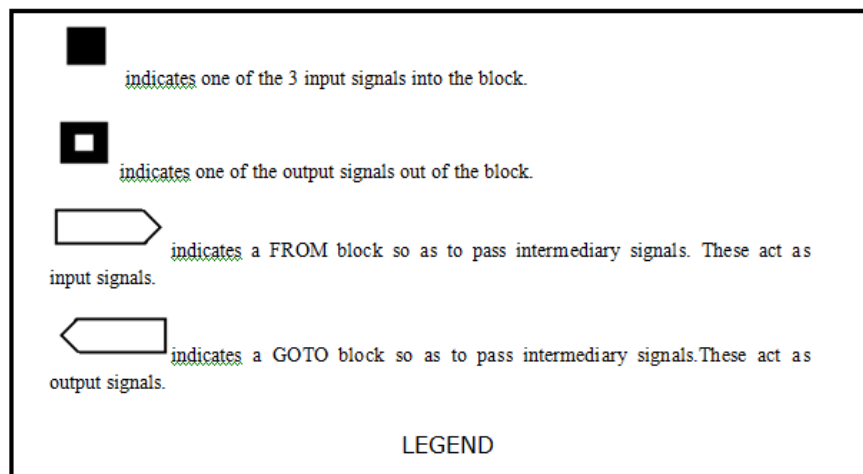 indicates one of the 3 input signals into the block.
indicates one of the output signals out of the block.
indicates a FROM block so as to pass intermediary signals. These act as
input signals.
indicates a GOTO block so as to pass intermediary signals.These act as
output signals.
LEGEND